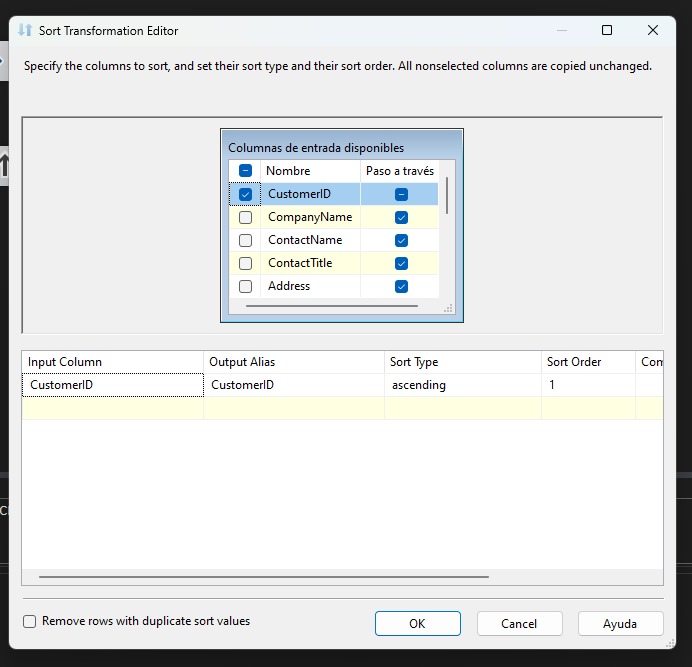 Sort Transformation Editor
Specify the columns to sort, and set their sort type and their sort order. All nonselected columns are copied unchanged.
Columnas de entrada disponibles
Nombre Paso a través
CustomerID
CompanyName
ContactName
ContactTitle
Address
Input Column Output Alias Sort Type Sort Order Com
CustomerID CustomerID ascending 1
Remove rows with duplicate sort values
OK Cancel Ayuda